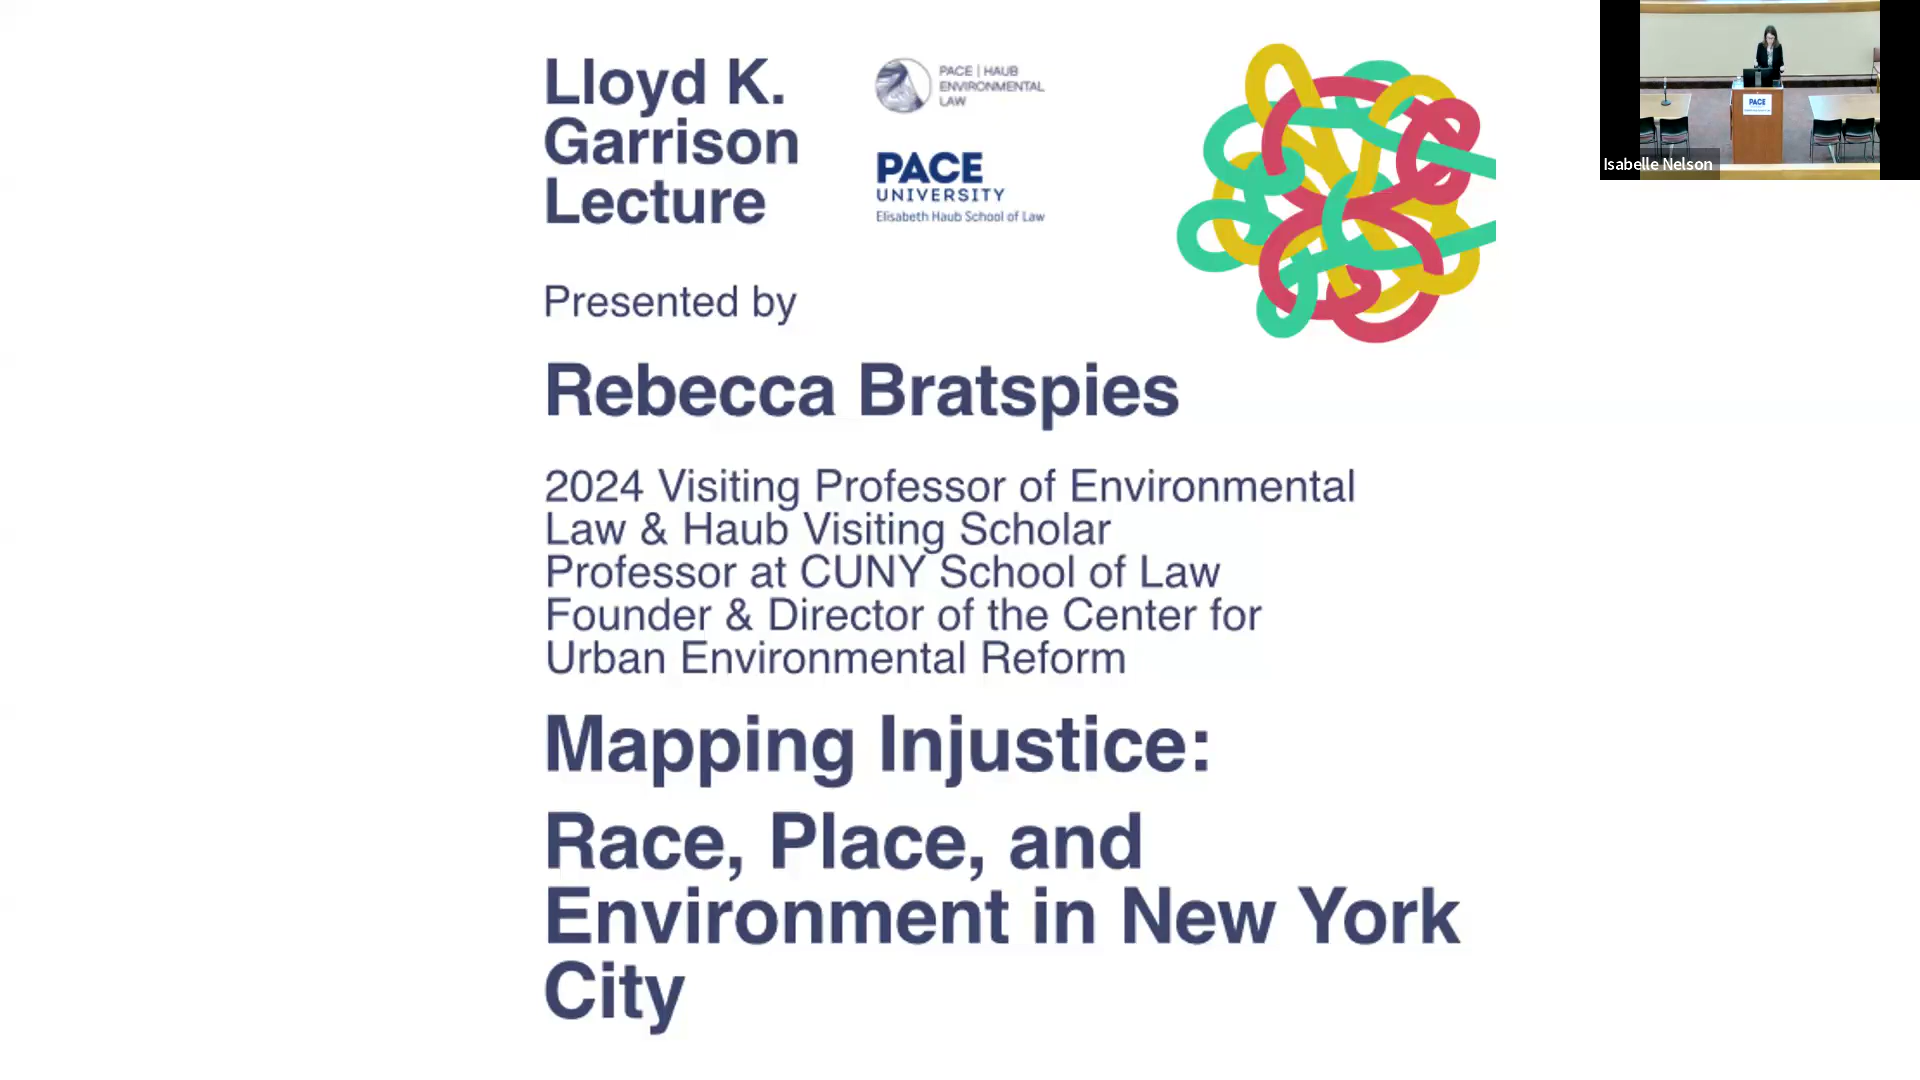 Lloyd K.
Garrison
Lecture
PACE | HAUB
ENVIRONMENTAL
LAW
PACE
UNIVERSITY
Elisabeth Haub School of Law
Presented by
Rebecca Bratspies
2024 Visiting Professor of Environmental
Law & Haub Visiting Scholar
Professor at CUNY School of Law
Founder & Director of the Center for
Urban Environmental Reform
Mapping Injustice:
Race, Place, and
Environment in New York
City
PACE
Isabelle Nelson